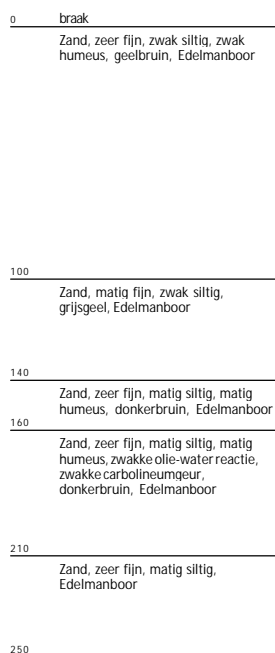 0 braak
Zand, zeer fijn, zwak siltig, zwak
humeus, geelbruin, Edelmanboor
100
Zand, matig fijn, zwak siltig,
grijsgeel, Edelmanboor
140
Zand, zeer fijn, matig siltig, matig
humeus, donkerbruin, Edelmanboor
160
Zand, zeer fijn, matig siltig, matig
humeus, zwakke olie-water reactie,
zwakke carbolineumgeur,
donkerbruin, Edelmanboor
210
Zand, zeer fijn, matig siltig,
Edelmanboor
250